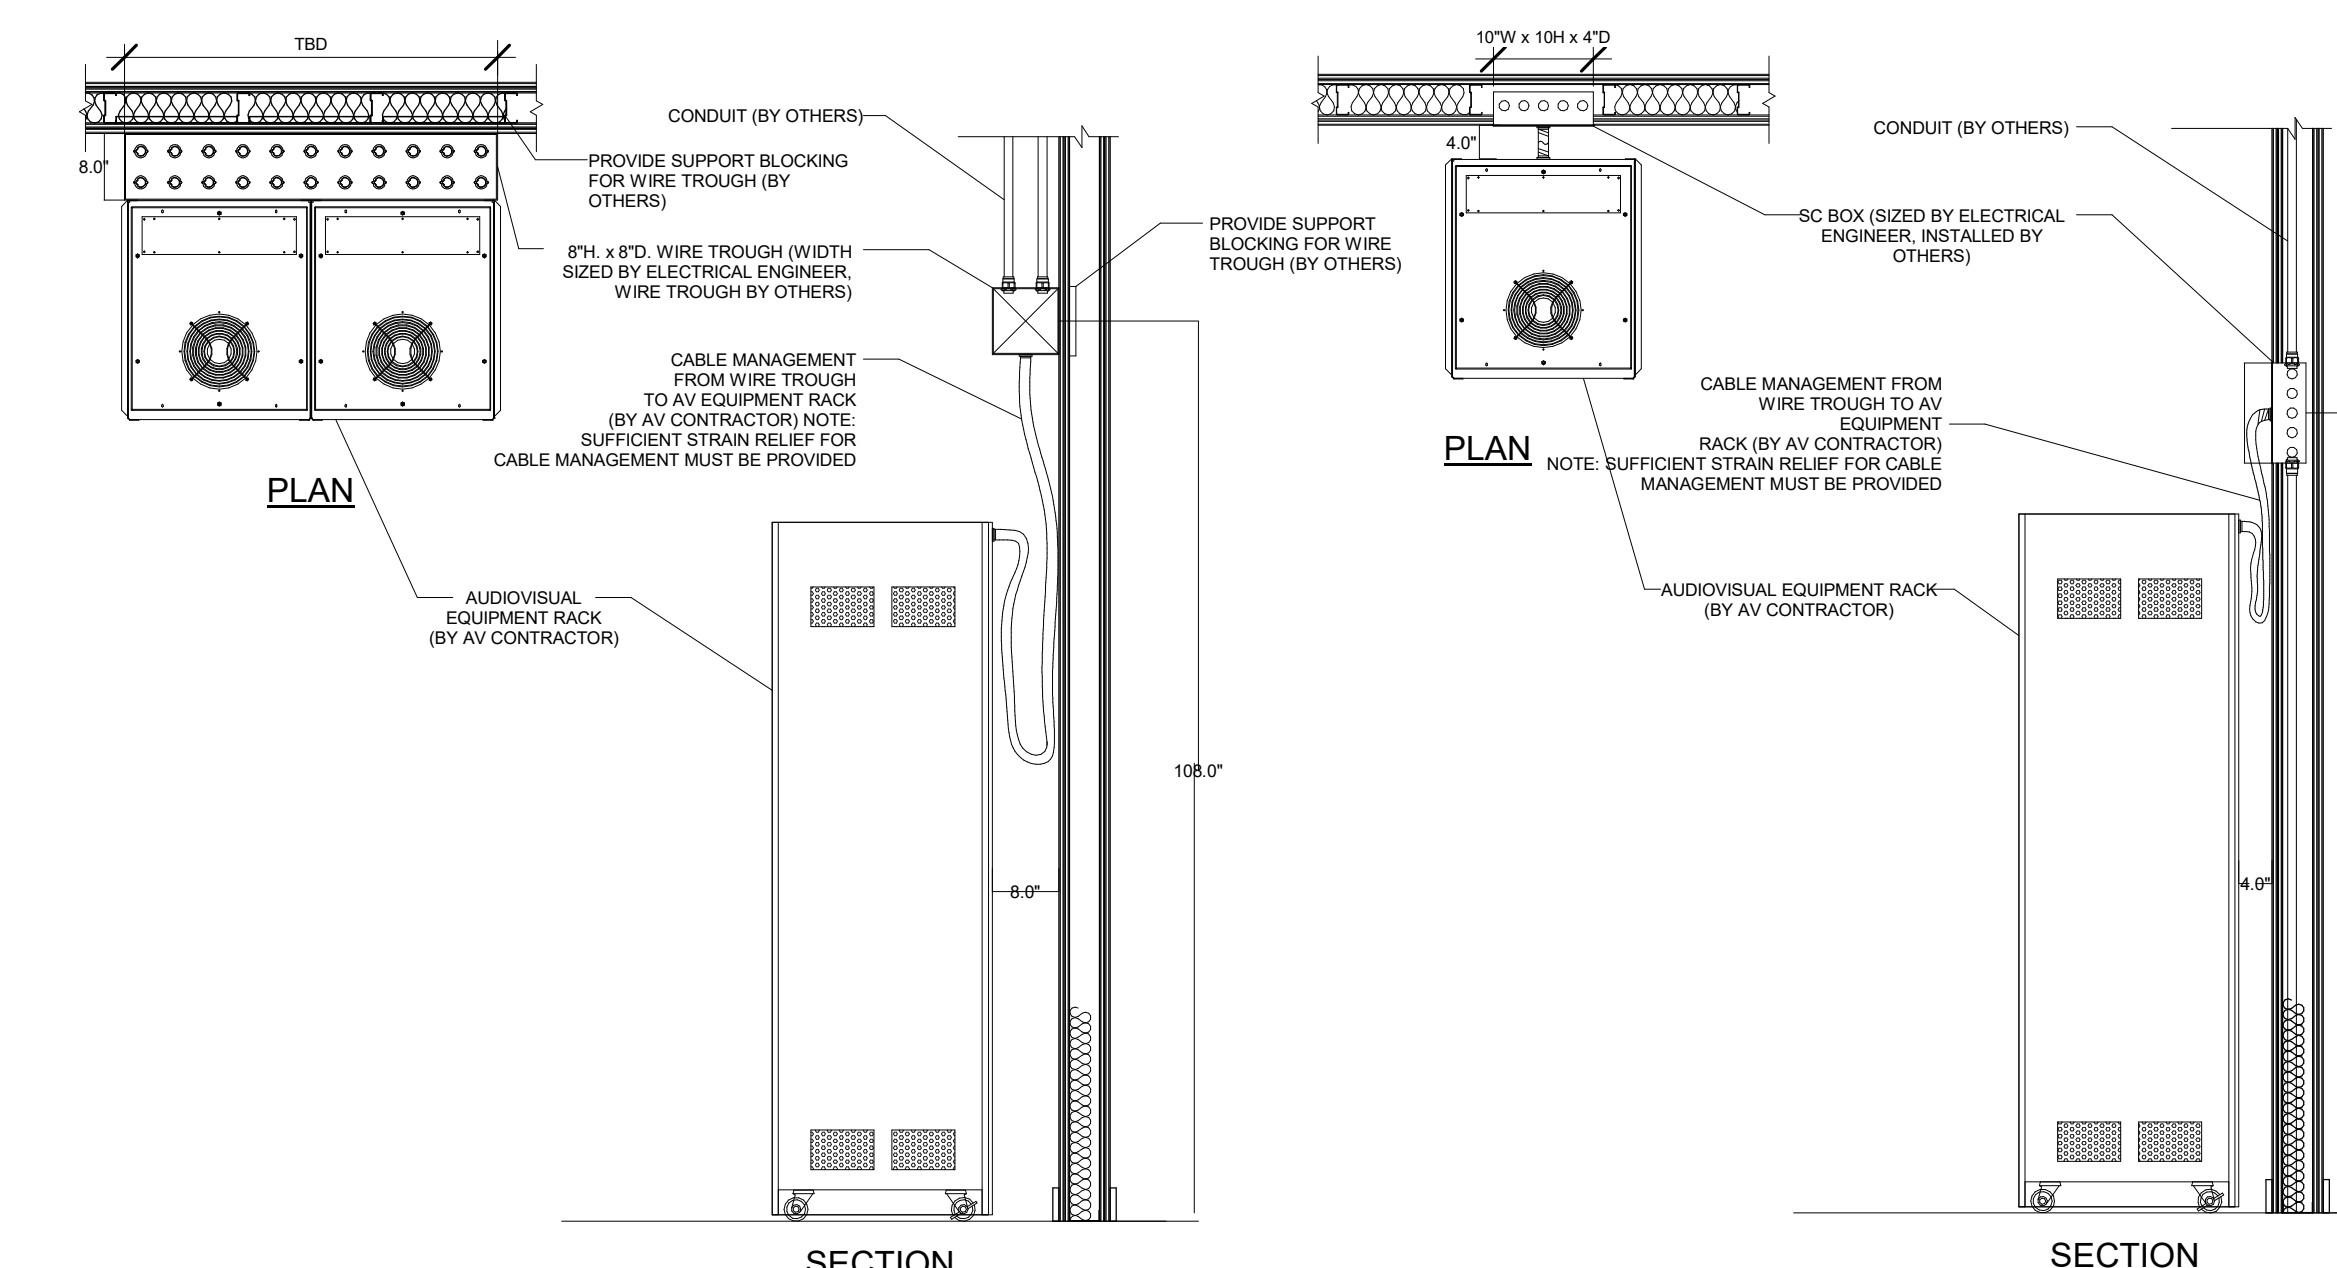 TBD
8.0"
CONDUIT (BY OTHERS)
PROVIDE SUPPORT BLOCKING
FOR WIRE TROUGH (BY
OTHERS)
8"H. x 8"D. WIRE TROUGH (WIDTH
SIZED BY ELECTRICAL ENGINEER,
WIRE TROUGH BY OTHERS)
PROVIDE SUPPORT
BLOCKING FOR WIRE
TROUGH (BY OTHERS)
CABLE MANAGEMENT
FROM WIRE TROUGH
TO AV EQUIPMENT RACK
(BY AV CONTRACTOR) NOTE:
SUFFICIENT STRAIN RELIEF FOR
CABLE MANAGEMENT MUST BE PROVIDED
PLAN
AUDIOVISUAL
EQUIPMENT RACK
(BY AV CONTRACTOR)
108.0"
8.0"
SECTION
10"W x 10H x 4"D
4.0"
CONDUIT (BY OTHERS)
SC BOX (SIZED BY ELECTRICAL
ENGINEER, INSTALLED BY
OTHERS)
CABLE MANAGEMENT FROM
WIRE TROUGH TO AV
EQUIPMENT
RACK (BY AV CONTRACTOR)
NOTE: SUFFICIENT STRAIN RELIEF FOR CABLE
MANAGEMENT MUST BE PROVIDED
PLAN
AUDIOVISUAL EQUIPMENT RACK
(BY AV CONTRACTOR)
4.0"
SECTION